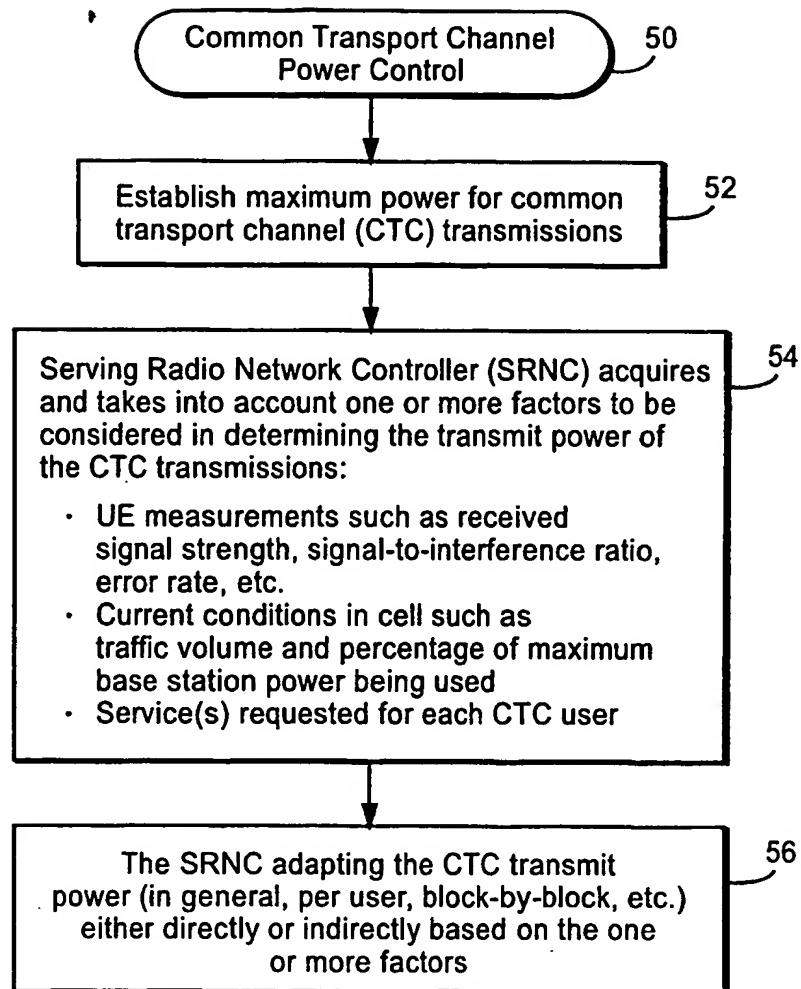 Common Transport Channel
Power Control
50
Establish maximum power for common
transport channel (CTC) transmissions
52
Serving Radio Network Controller (SRNC) acquires
and takes into account one or more factors to be
considered in determining the transmit power of
the CTC transmissions:
· UE measurements such as received
signal strength, signal-to-interference ratio,
error rate, etc.
· Current conditions in cell such as
traffic volume and percentage of maximum
base station power being used
· Service(s) requested for each CTC user
54
The SRNC adapting the CTC transmit
power (in general, per user, block-by-block, etc.)
either directly or indirectly based on the one
or more factors
56